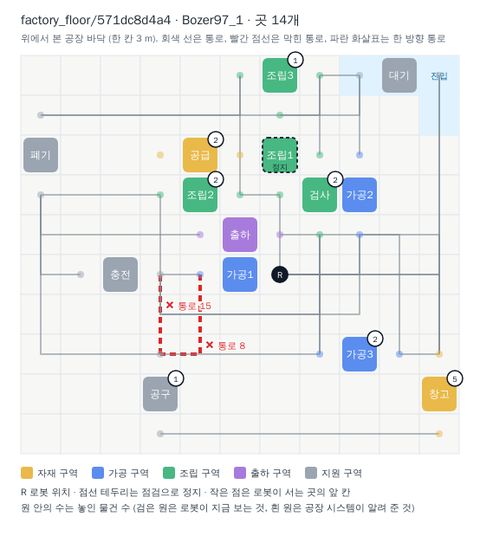 factory_floor/571dc8d4a4 · Bozer97_1 · 곳 14개
위에서 본 공장 바닥 (한 칸 3 m). 회색 선은 통로, 빨간 점선은 막힌 통로, 파란 화살표는 한 방향 통로
1
조립3
대기
2
폐기
공급
조립1
정지
2
2
조립2
검사
가공2
출하
충전
가공1
R
통로 15
통로 8
2
가공3
1
5
공구
창고
자재 구역
가공 구역
조립 구역
출하 구역
지원 구역
R 로봇 위치 · 점선 테두리는 점검으로 정지 · 작은 점은 로봇이 서는 곳의 앞 칸
원 안의 수는 놓인 물건 수 (검은 원은 로봇이 지금 보는 것, 흰 원은 공장 시스템이 알려 준 것)